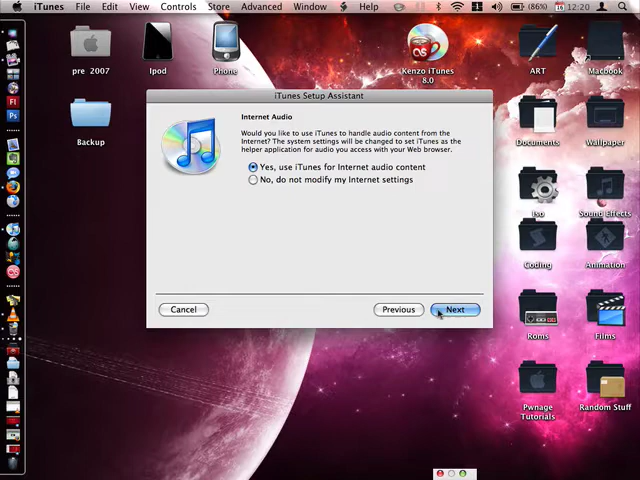 iTunes File Edit View Controls Store Advanced Window Help (86%) 12:20
pre 2007
Ipod
Phone
Kenzo iTunes
8.0
ART
Macbook
Backup
Documents
Wallpaper
Iso
Sound Effects
Coding
Animation
Roms
Films
Pwnage
Tutorials
Random Stuff
iTunes Setup Assistant
Internet Audio
Would you like to use iTunes to handle audio content from the
Internet? The system settings will be changed to set iTunes as the
helper application for audio you access with your Web browser.
Yes, use iTunes for Internet audio content
No, do not modify my Internet settings
Cancel Previous Next